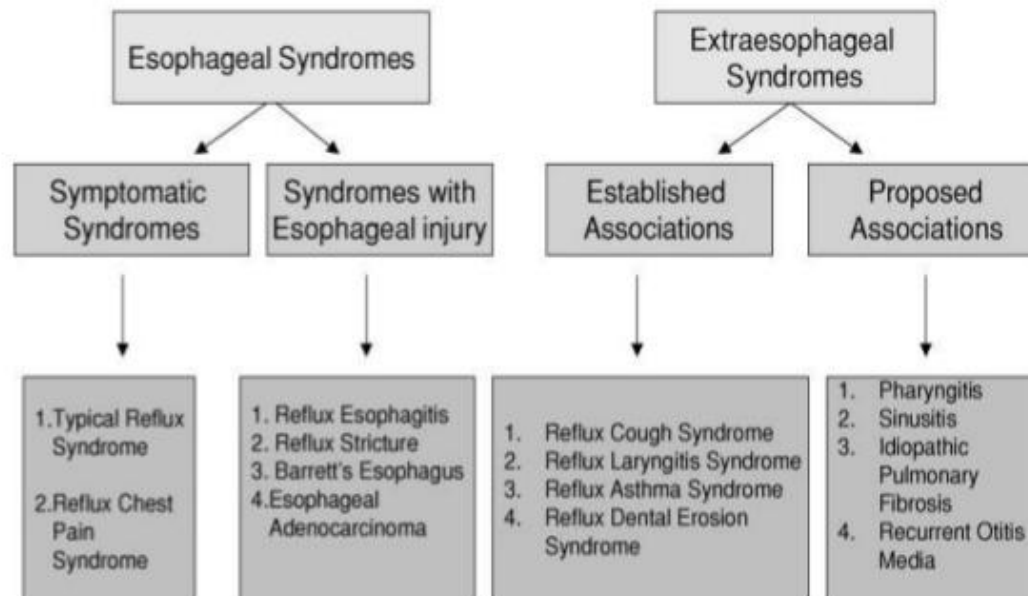 Esophageal Syndromes
Extraesophageal
Syndromes
Symptomatic
Syndromes
Syndromes with
Esophageal injury
Established
Associations
Proposed
Associations
1.Typical Reflux
Syndrome
2.Reflux Chest
Pain
Syndrome
1. Reflux Esophagitis
2. Reflux Stricture
3. Barrett's Esophagus
4.Esophageal
Adenocarcinoma
1. Reflux Cough Syndrome
2. Reflux Laryngitis Syndrome
3. Reflux Asthma Syndrome
4. Reflux Dental Erosion
Syndrome
1. Pharyngitis
2. Sinusitis
3. Idiopathic
Pulmonary
Fibrosis
4. Recurrent Otitis
Media